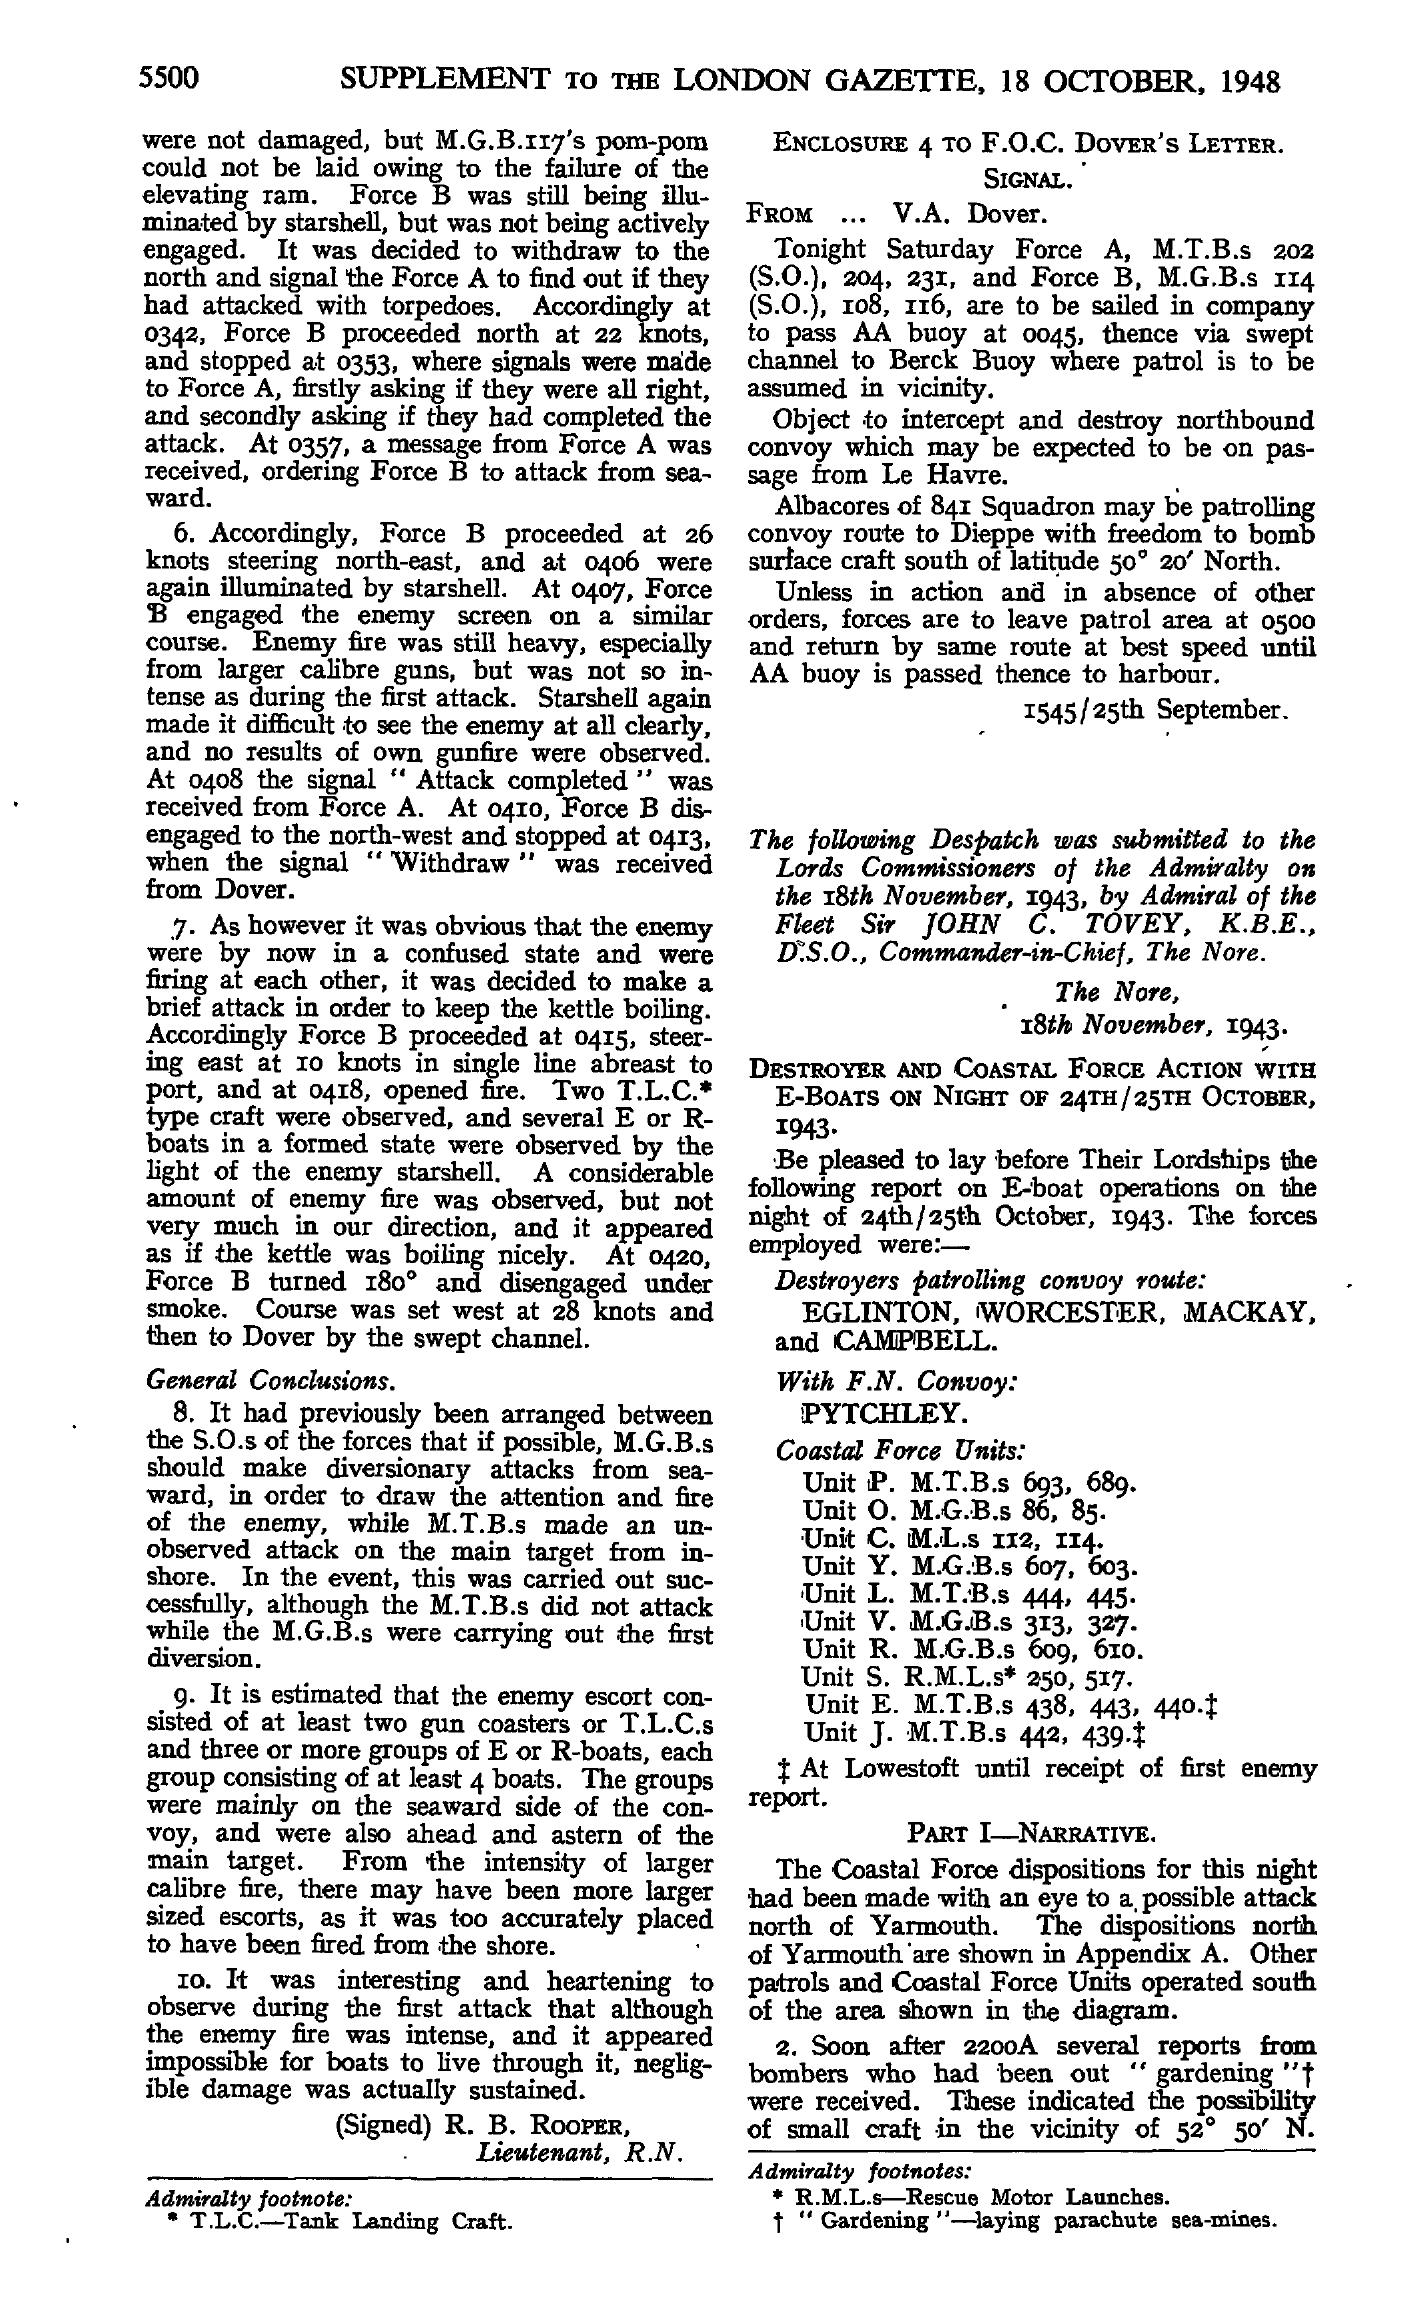 5500 SUPPLEMENT TO THE LONDON GAZETTE, 18 OCTOBER, 1948
were not damaged, but M.G.B.117's pom-pom
could not be laid owing to the failure of the
elevating ram. Force B was still being illu-
minated by starshell, but was not being actively
engaged. It was decided to withdraw to the
north and signal the Force A to find out if they
had attacked with torpedoes. Accordingly at
0342, Force B proceeded north at 22 knots,
and stopped at 0353, where signals were made
to Force A, firstly asking if they were all right,
and secondly asking if they had completed the
attack. At 0357, a message from Force A was
received, ordering Force B to attack from sea-
ward.
6. Accordingly, Force B proceeded at 26
knots steering north-east, and at 0406 were
again illuminated by starshell. At 0407, Force
B engaged the enemy screen on a similar
course. Enemy fire was still heavy, especially
from larger calibre guns, but was not so in-
tense as during the first attack. Starshell again
made it difficult to see the enemy at all clearly,
and no results of own gunfire were observed.
At 0408 the signal " Attack completed " was
received from Force A. At 0410, Force B dis-
engaged to the north-west and stopped at 0413,
when the signal " Withdraw " was received
from Dover.
7. As however it was obvious that the enemy
were by now in a confused state and were
firing at each other, it was decided to make a
brief attack in order to keep the kettle boiling.
Accordingly Force B proceeded at 0415, steer-
ing east at 10 knots in single line abreast to
port, and at 0418, opened fire. Two T.L.C.*
type craft were observed, and several E or R-
boats in a formed state were observed by the
light of the enemy starshell. A considerable
amount of enemy fire was observed, but not
very much in our direction, and it appeared
as if the kettle was boiling nicely. At 0420,
Force B turned 180° and disengaged under
smoke. Course was set west at 28 knots and
then to Dover by the swept channel.
General Conclusions.
8. It had previously been arranged between
the S.O.s of the forces that if possible, M.G.B.s
should make diversionary attacks from sea-
ward, in order to draw the attention and fire
of the enemy, while M.T.B.s made an un-
observed attack on the main target from in-
shore. In the event, this was carried out suc-
cessfully, although the M.T.B.s did not attack
while the M.G.B.s were carrying out the first
diversion.
9. It is estimated that the enemy escort con-
sisted of at least two gun coasters or T.L.C.s
and three or more groups of E or R-boats, each
group consisting of at least 4 boats. The groups
were mainly on the seaward side of the con-
voy, and were also ahead and astern of the
main target. From the intensity of larger
calibre fire, there may have been more larger
sized escorts, as it was too accurately placed
to have been fired from the shore.
10. It was interesting and heartening to
observe during the first attack that although
the enemy fire was intense, and it appeared
impossible for boats to live through it, neglig-
ible damage was actually sustained.
(Signed) R. B. ROOPER,
Lieutenant, R.N.
Admiralty footnote:
* T.L.C.—Tank Landing Craft.
ENCLOSURE 4 TO F.O.C. DOVER'S LETTER.
SIGNAL.
FROM ... V.A. Dover.
Tonight Saturday Force A, M.T.B.s 202
(S.O.), 204, 231, and Force B, M.G.B.s 114
(S.O.), 108, 116, are to be sailed in company
to pass AA buoy at 0045, thence via swept
channel to Berck Buoy where patrol is to be
assumed in vicinity.
Object to intercept and destroy northbound
convoy which may be expected to be on pas-
sage from Le Havre.
Albacores of 841 Squadron may be patrolling
convoy route to Dieppe with freedom to bomb
surface craft south of latitude 50° 20′ North.
Unless in action and in absence of other
orders, forces are to leave patrol area at 0500
and return by same route at best speed until
AA buoy is passed thence to harbour.
1545/25th September.
The following Despatch was submitted to the
Lords Commissioners of the Admiralty on
the 18th November, 1943, by Admiral of the
Fleet Sir JOHN C. TOVEY, K.B.E.,
D.S.O., Commander-in-Chief, The Nore.
The Nore,
18th November, 1943.
DESTROYER AND COASTAL FORCE ACTION WITH
E-BOATS ON NIGHT OF 24TH/25TH OCTOBER,
1943.
Be pleased to lay before Their Lordships the
following report on E-boat operations on the
night of 24th/25th October, 1943. The forces
employed were:—
Destroyers patrolling convoy route:
EGLINTON, WORCESTER, MACKAY,
and CAMPBELL.
With F.N. Convoy:
PYTCHLEY.
Coastal Force Units:
Unit P. M.T.B.s 693, 689.
Unit O. M.G.B.s 86, 85.
Unit C. M.L.s 112, 114.
Unit Y. M.G.B.s 607, 603.
Unit L. M.T.B.s 444, 445.
Unit V. M.G.B.s 313, 327.
Unit R. M.G.B.s 609, 610.
Unit S. R.M.L.s* 250, 517.
Unit E. M.T.B.s 438, 443, 440.‡
Unit J. M.T.B.s 442, 439.‡
‡ At Lowestoft until receipt of first enemy
report.
PART I—NARRATIVE.
The Coastal Force dispositions for this night
had been made with an eye to a possible attack
north of Yarmouth. The dispositions north
of Yarmouth are shown in Appendix A. Other
patrols and Coastal Force Units operated south
of the area shown in the diagram.
2. Soon after 2200A several reports from
bombers who had been out " gardening "†
were received. These indicated the possibility
of small craft in the vicinity of 52° 50′ N.
Admiralty footnotes:
* R.M.L.s—Rescue Motor Launches.
† " Gardening "—laying parachute sea-mines.